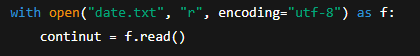 with open("date.txt", "r", encoding="utf-8") as f:
    continut = f.read()